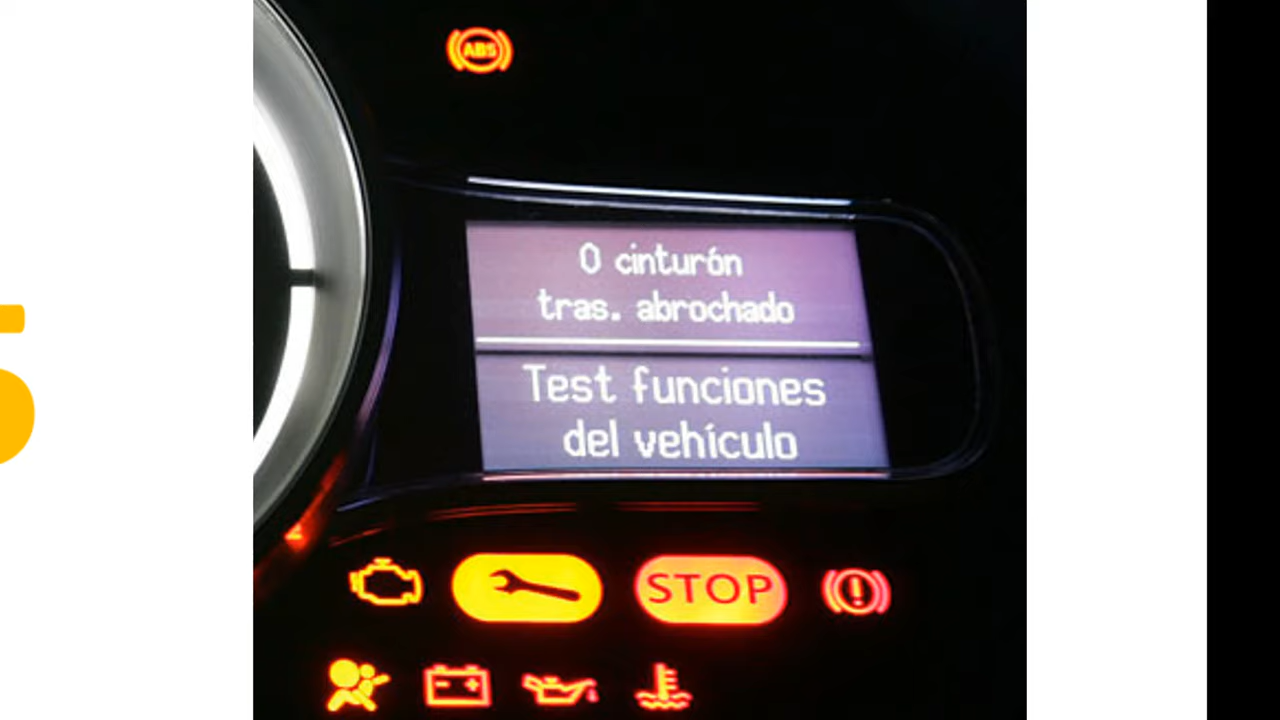 ABS
0 cinturón
tras. abrochado
Test funciones
del vehículo
STOP